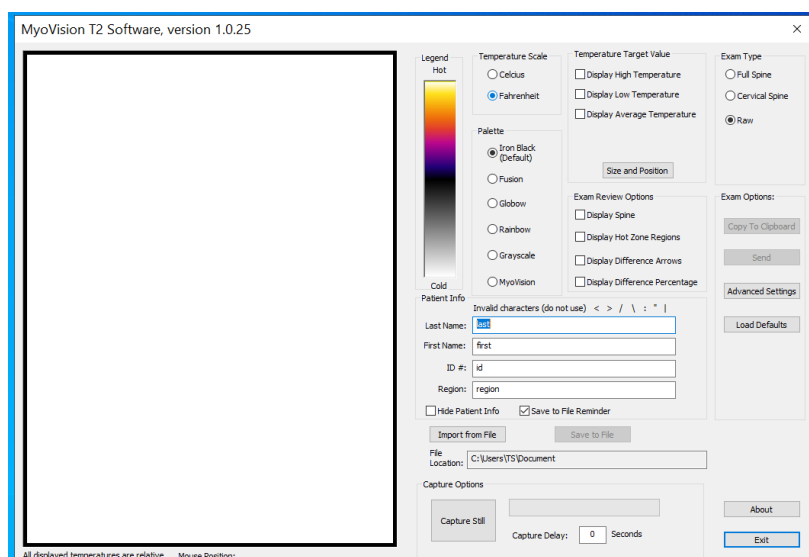 MyoVision T2 Software, version 1.0.25
Legend
Hot
Cold
Temperature Scale
Celcius
Fahrenheit
Palette
Iron Black
(Default)
Fusion
Globow
Rainbow
Grayscale
MyoVision
Temperature Target Value
Display High Temperature
Display Low Temperature
Display Average Temperature
Size and Position
Exam Review Options
Display Spine
Display Hot Zone Regions
Display Difference Arrows
Display Difference Percentage
Exam Type
Full Spine
Cervical Spine
Raw
Exam Options:
Copy To Clipboard
Send
Advanced Settings
Load Defaults
Patient Info
Invalid characters (do not use) < > / \ : " |
Last Name: last
First Name: first
ID #: id
Region: region
Hide Patient Info Save to File Reminder
Import from File Save to File
File
Location: C:\Users\TS\Document
Capture Options
Capture Still
Capture Delay: 0 Seconds
About
Exit
All displayed temperatures are relative Mouse Position: